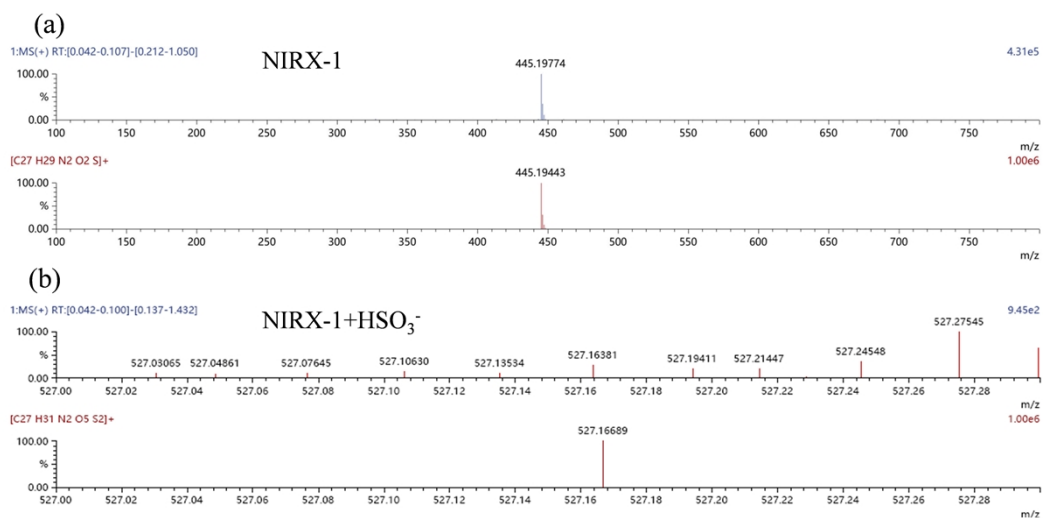 (a)
1:MS(+) RT:[0.042-0.107]-[0.212-1.050]
4.31e5
NIRX-1
445.19774
100.00
%
0.00
100 150 200 250 300 350 400 450 500 550 600 650 700 750
m/z
[C27 H29 N2 O2 S]+
1.00e6
445.19443
100.00
%
0.00
100 150 200 250 300 350 400 450 500 550 600 650 700 750
m/z
(b)
1:MS(+) RT:[0.042-0.100]-[0.137-1.432]
9.45e2
NIRX-1+HSO₃⁻
527.27545
100.00
%
0.00
527.03065 527.04861 527.07645 527.10630 527.13534 527.16381 527.19411 527.21447 527.24548
527.00 527.02 527.04 527.06 527.08 527.10 527.12 527.14 527.16 527.18 527.20 527.22 527.24 527.26 527.28
m/z
[C27 H31 N2 O5 S2]+
1.00e6
527.16689
100.00
%
0.00
527.00 527.02 527.04 527.06 527.08 527.10 527.12 527.14 527.16 527.18 527.20 527.22 527.24 527.26 527.28
m/z